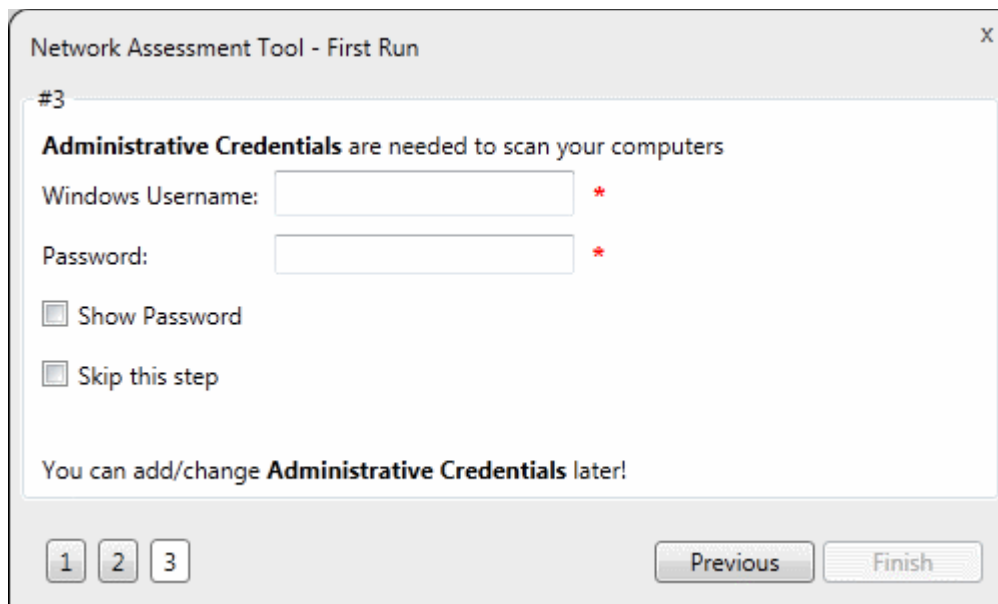 Network Assessment Tool - First Run
x
#3
Administrative Credentials are needed to scan your computers
Windows Username: *
Password: *
Show Password
Skip this step
You can add/change Administrative Credentials later!
1 2 3 Previous Finish